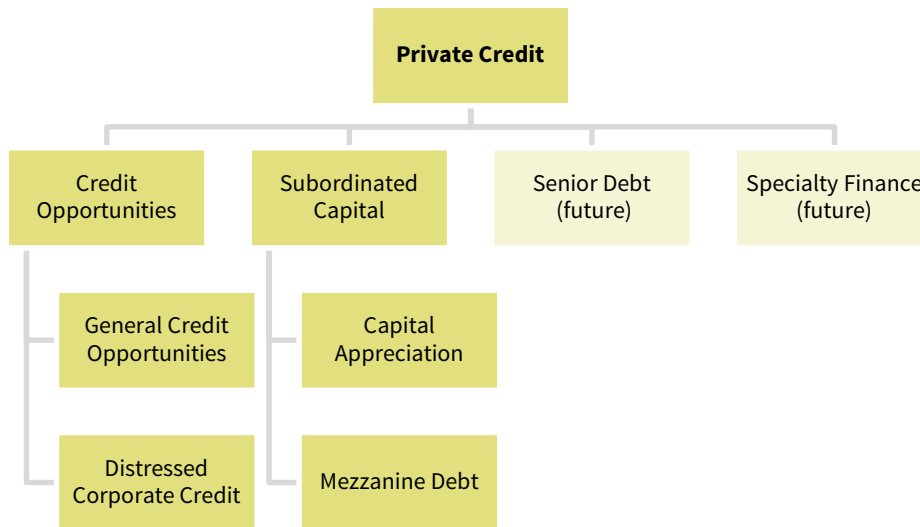 Private Credit
Credit
Opportunities
Subordinated
Capital
Senior Debt
(future)
Specialty Finance
(future)
General Credit
Opportunities
Capital
Appreciation
Distressed
Corporate Credit
Mezzanine Debt